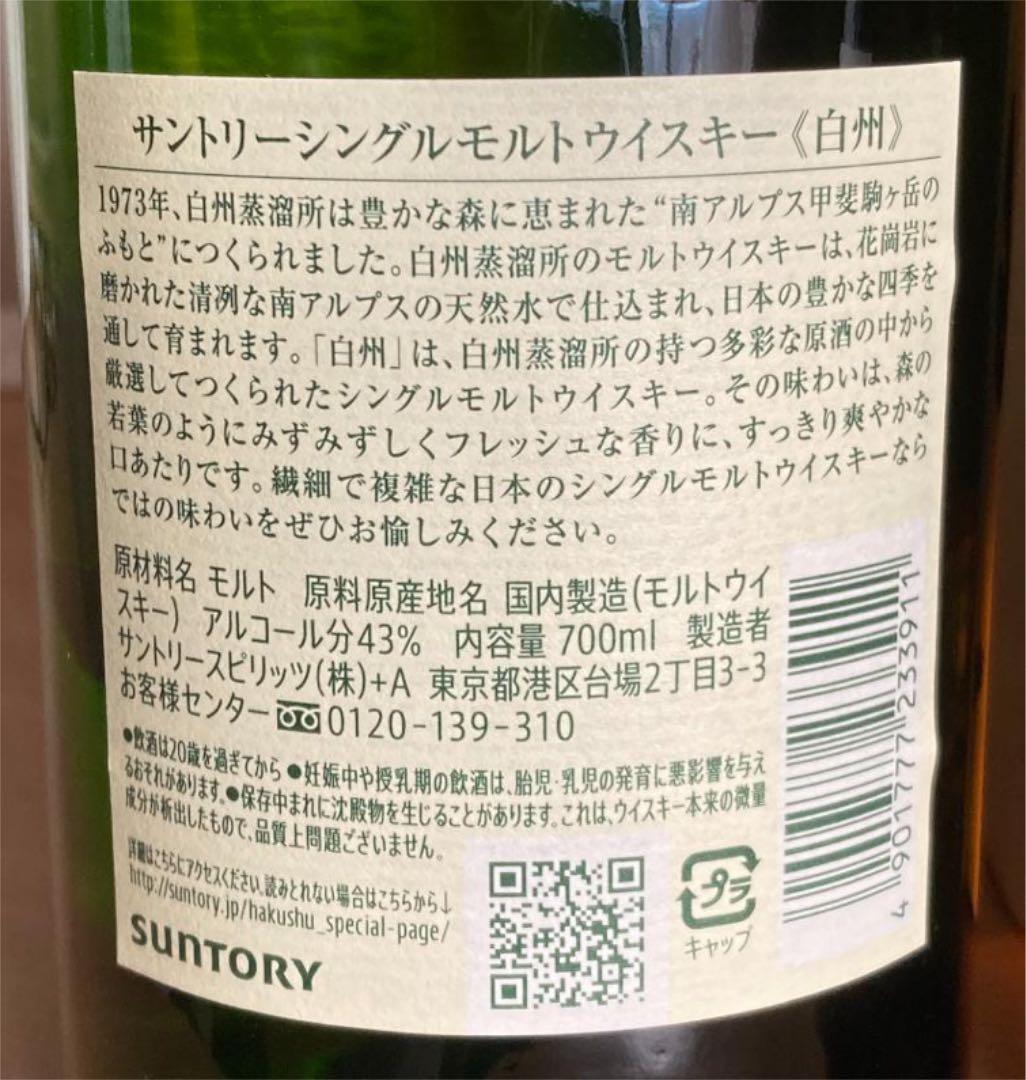 サントリーシングルモルトウイスキー《白州》
1973年、白州蒸溜所は豊かな森に恵まれた“南アルプス甲斐駒ヶ岳の
ふもと”につくられました。白州蒸溜所のモルトウイスキーは、花崗岩に
磨かれた清冽な南アルプスの天然水で仕込まれ、日本の豊かな四季を
通して育まれます。「白州」は、白州蒸溜所の持つ多彩な原酒の中から
厳選してつくられたシングルモルトウイスキー。その味わいは、森の
若葉のようにみずみずしくフレッシュな香りに、すっきり爽やかな
口あたりです。繊細で複雑な日本のシングルモルトウイスキーなら
ではの味わいをぜひお愉しみください。
原材料名 モルト 原料原産地名 国内製造(モルトウイ
スキー) アルコール分43% 内容量 700ml 製造者
サントリースピリッツ(株)+A 東京都港区台場2丁目3-3
お客様センター 0120-139-310
●飲酒は20歳を過ぎてから ●妊娠中や授乳期の飲酒は、胎児・乳児の発育に悪影響を与え
るおそれがあります。●保存中まれに沈殿物を生じることがあります。これは、ウイスキー本来の微量
成分が析出したもので、品質上問題ございません。
詳細はこちらにアクセスください。読みとれない場合はこちらから↓
http://suntory.jp/hakushu_special-page/
SUNTORY
プラ
キャップ
4 901777 233911